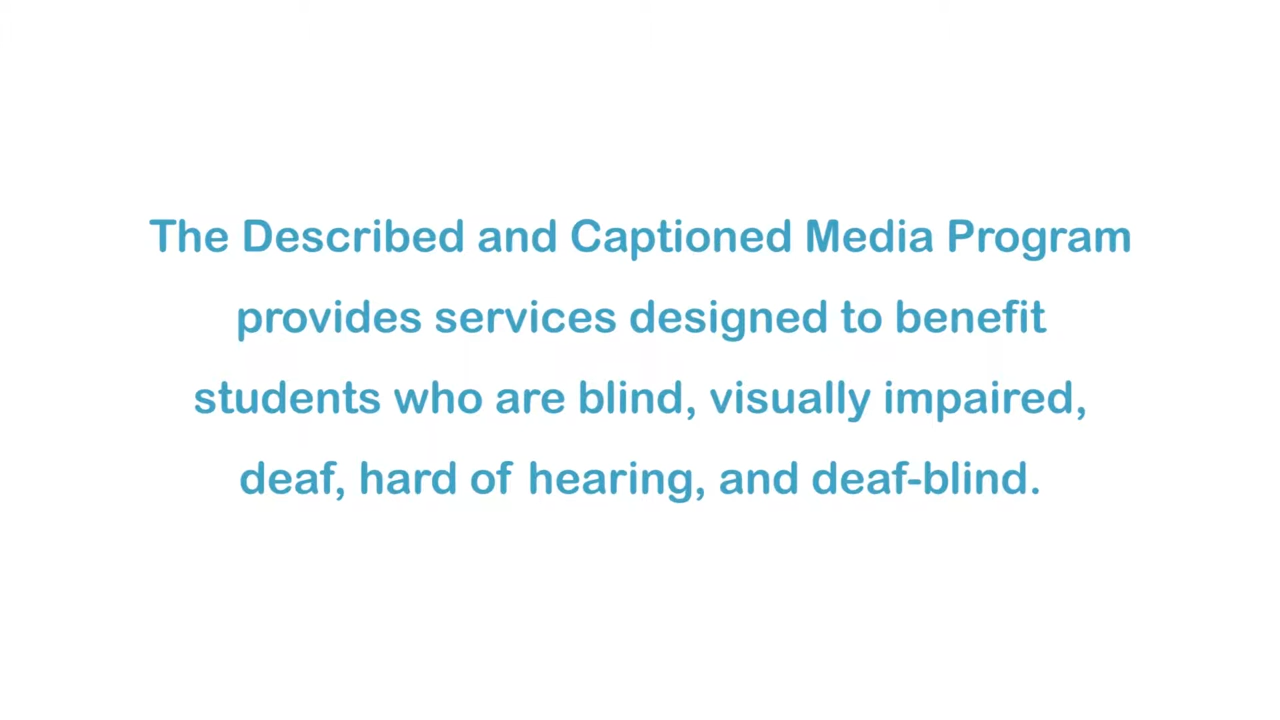 The Described and Captioned Media Program
provides services designed to benefit
students who are blind, visually impaired,
deaf, hard of hearing, and deaf-blind.